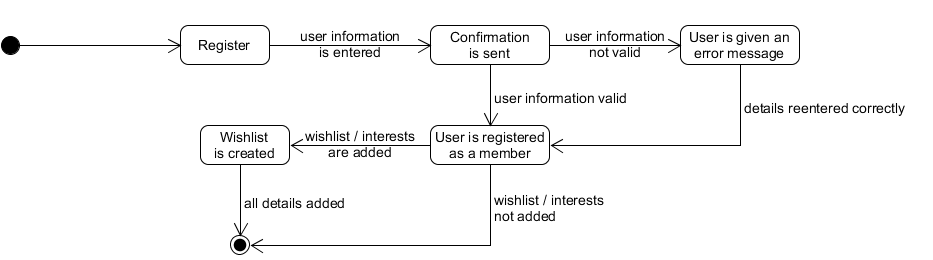 Register
user information
is entered
Confirmation
is sent
user information
not valid
User is given an
error message
user information valid
details reentered correctly
Wishlist
is created
wishlist / interests
are added
User is registered
as a member
all details added
wishlist / interests
not added